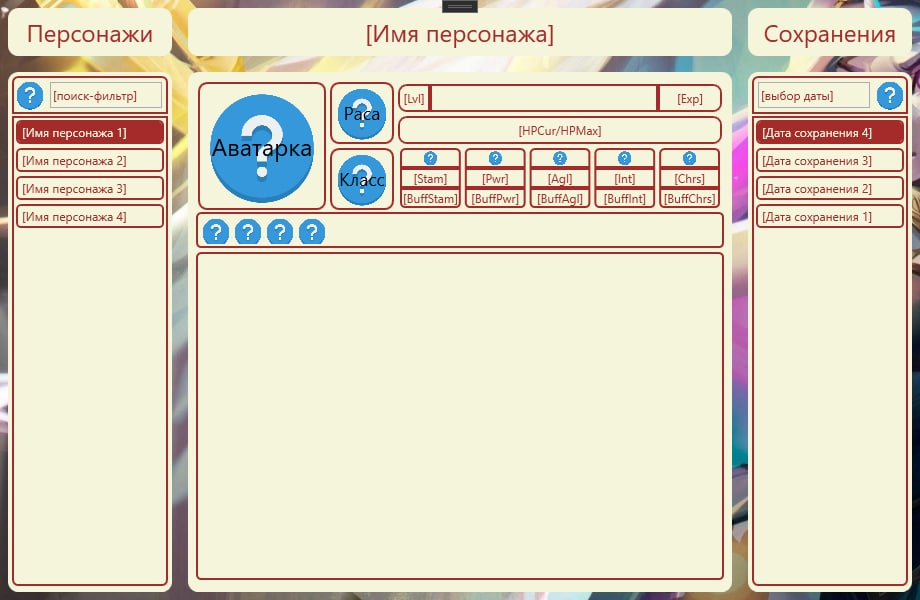 Персонажи
[Имя персонажа]
Сохранения
?
[поиск-фильтр]
[Имя персонажа 1]
[Имя персонажа 2]
[Имя персонажа 3]
[Имя персонажа 4]
?
Аватарка
?
Раса
?
Класс
[Lvl]
[Exp]
[HPCur/HPMax]
? ? ? ? ?
[Stam] [Pwr] [Agl] [Int] [Chrs]
[BuffStam] [BuffPwr] [BuffAgl] [BuffInt] [BuffChrs]
? ? ? ?
[выбор даты]
?
[Дата сохранения 4]
[Дата сохранения 3]
[Дата сохранения 2]
[Дата сохранения 1]